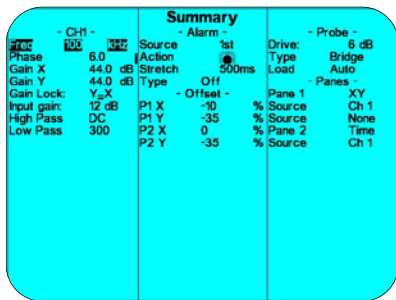 Summary
- CH1 -
Freq 100 kHz
Phase 6.0
Gain X 44.0 dB
Gain Y 44.0 dB
Gain Lock: Y=X
Input gain: 12 dB
High Pass DC
Low Pass 300
- Alarm -
Source 1st
Action
Stretch 500ms
Type Off
- Offset -
P1 X -10 %
P1 Y -35 %
P2 X 0 %
P2 Y -35 %
- Probe -
Drive: 6 dB
Type Bridge
Load Auto
- Panes -
Pane 1 XY
Source Ch 1
Source None
Pane 2 Time
Source Ch 1